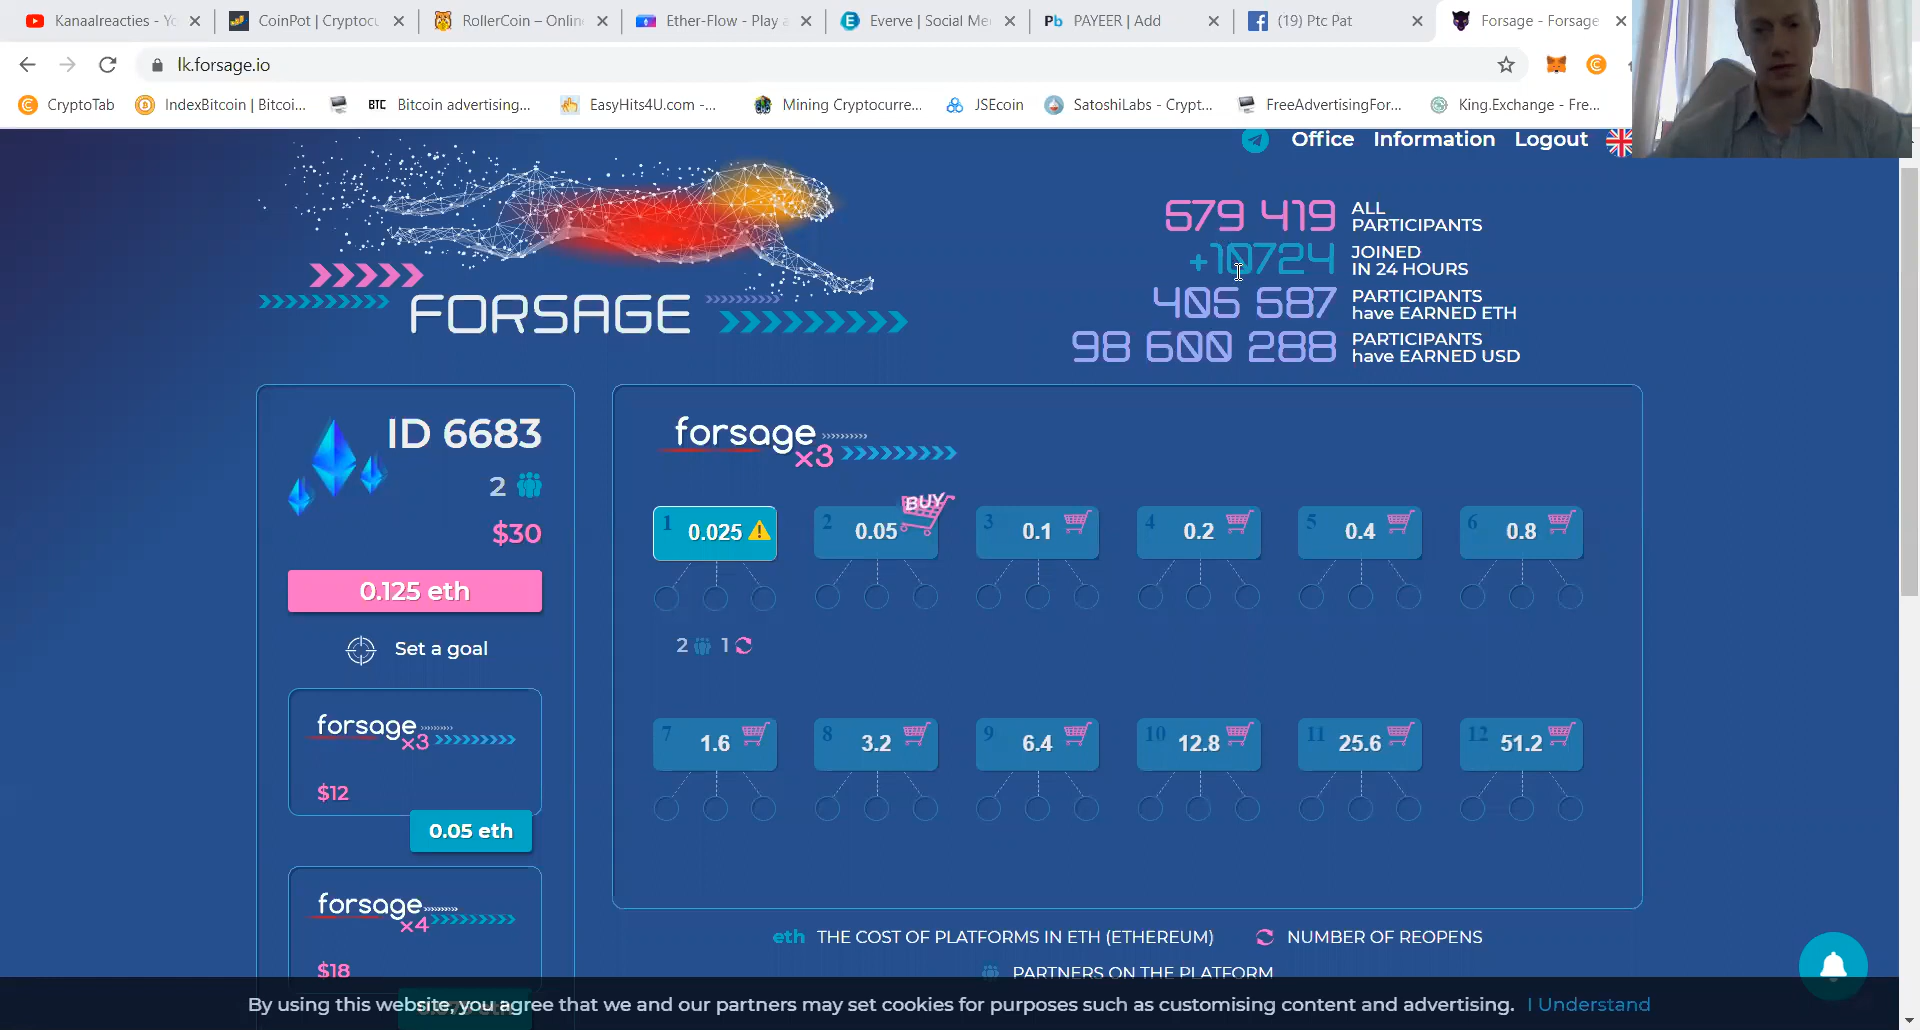 Kanaalreacties - Yo
CoinPot | Cryptocu
RollerCoin – Onlin
Ether-Flow - Play a
Everve | Social Me
Pb PAYEER | Add
(19) Ptc Pat
Forsage - Forsage
lk.forsage.io
CryptoTab
IndexBitcoin | Bitcoi...
BTC Bitcoin advertising...
EasyHits4U.com -...
Mining Cryptocurre...
JSEcoin
SatoshiLabs - Crypt...
FreeAdvertisingFor...
King.Exchange - Fre...
Office Information Logout
579 419 ALL PARTICIPANTS
+10724 JOINED IN 24 HOURS
405 587 PARTICIPANTS have EARNED ETH
98 600 288 PARTICIPANTS have EARNED USD
FORSAGE
ID 6683
2
$30
0.125 eth
Set a goal
forsage x3
$12
0.05 eth
forsage x4
$18
forsage x3
BUY
1 0.025
2 0.05
3 0.1
4 0.2
5 0.4
6 0.8
2 1
7 1.6
8 3.2
9 6.4
10 12.8
11 25.6
12 51.2
eth THE COST OF PLATFORMS IN ETH (ETHEREUM)
NUMBER OF REOPENS
PARTNERS ON THE PLATFORM
By using this website, you agree that we and our partners may set cookies for purposes such as customising content and advertising. I Understand